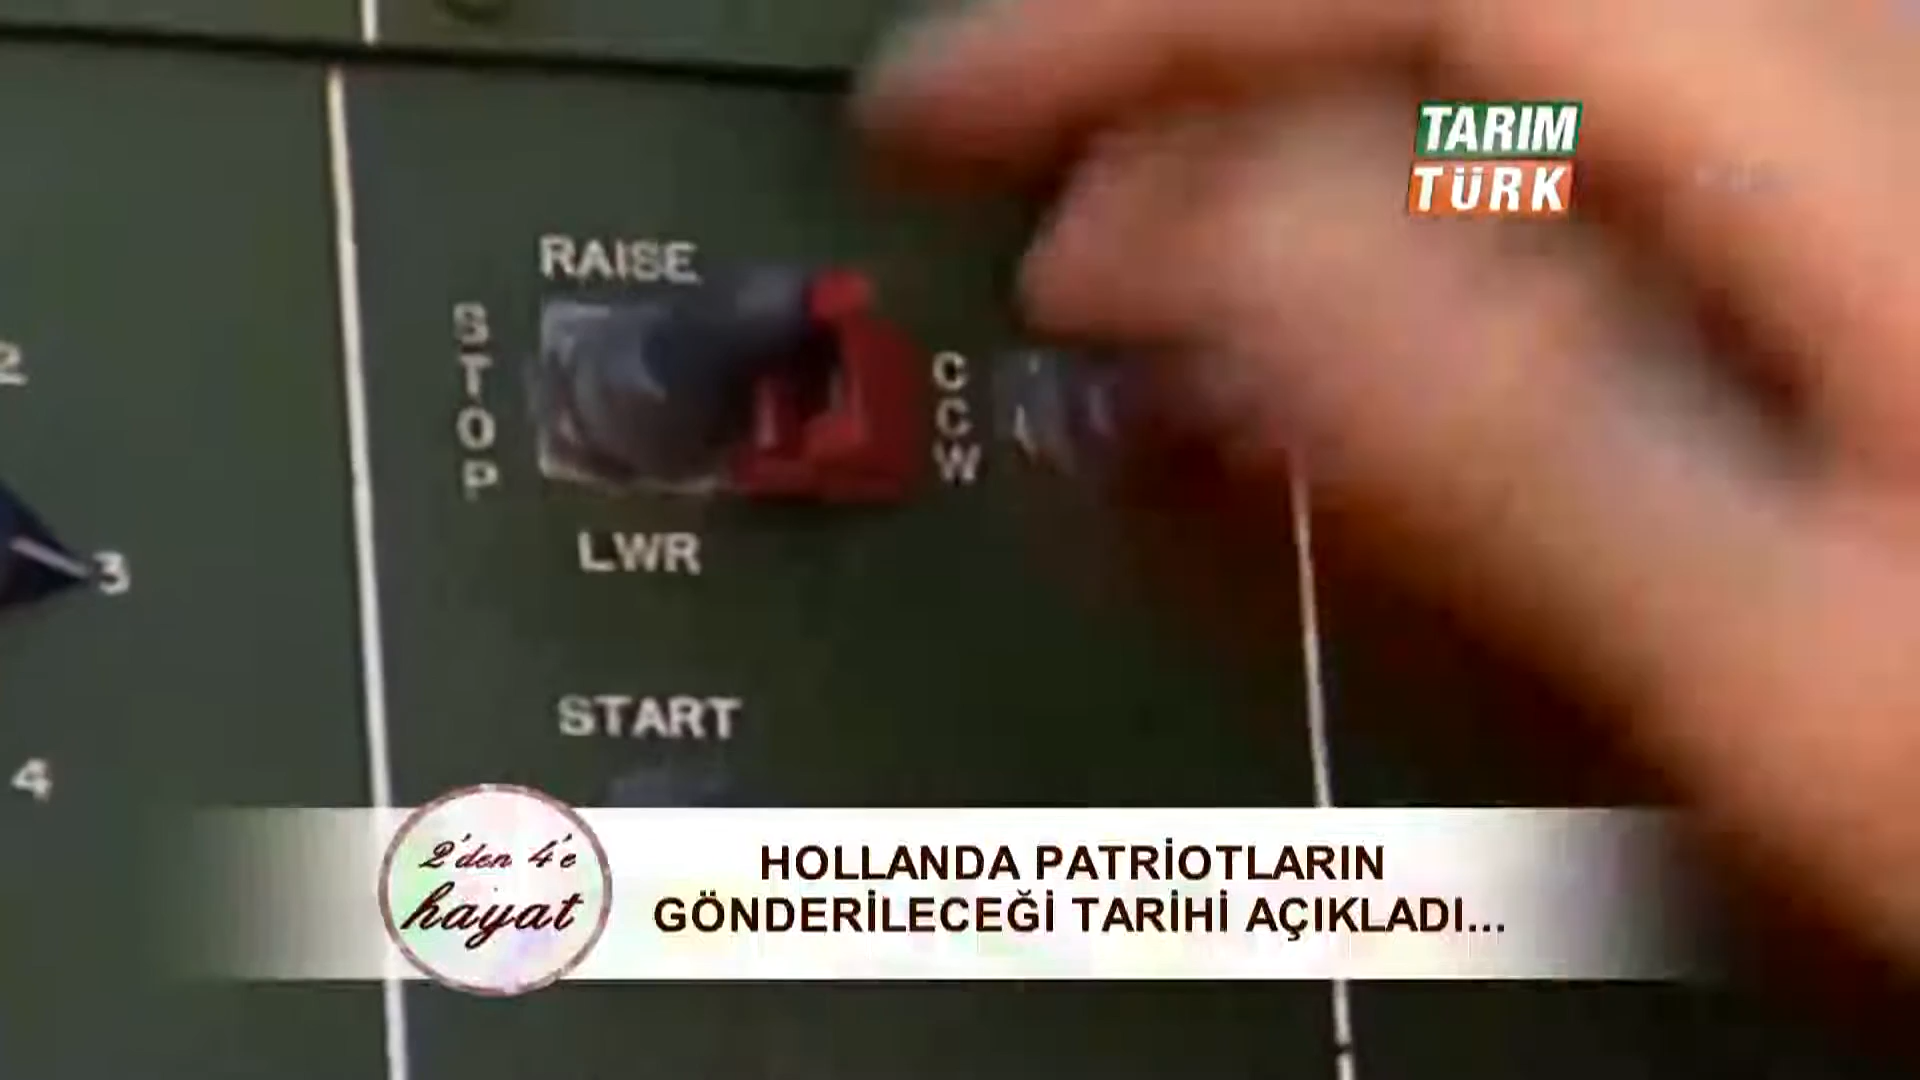 TARIM
TÜRK
RAISE
STOP
CCW
2
3
LWR
START
4
2'den 4'e
hayat
HOLLANDA PATRİOTLARIN
GÖNDERİLECEĞİ TARİHİ AÇIKLADI...